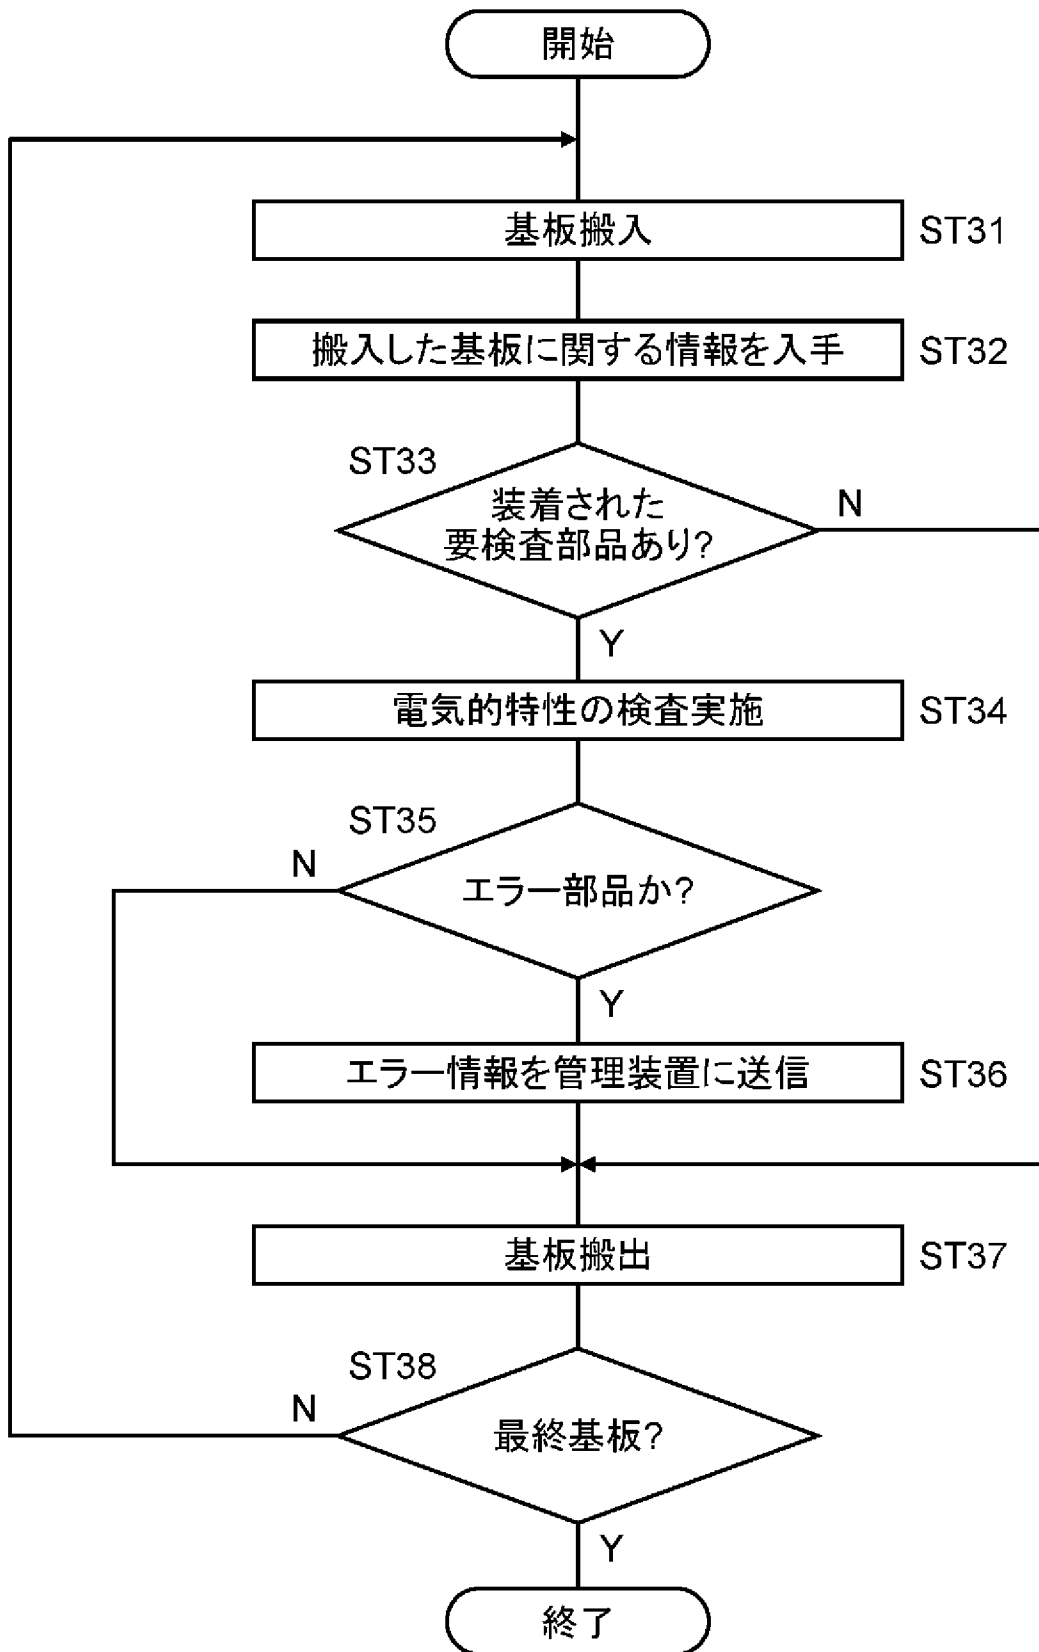 開始
基板搬入 ST31
搬入した基板に関する情報を入手 ST32
ST33
装着された
要検査部品あり?
N
Y
電気的特性の検査実施 ST34
ST35
N
エラー部品か?
Y
エラー情報を管理装置に送信 ST36
基板搬出 ST37
ST38
N
最終基板?
Y
終了